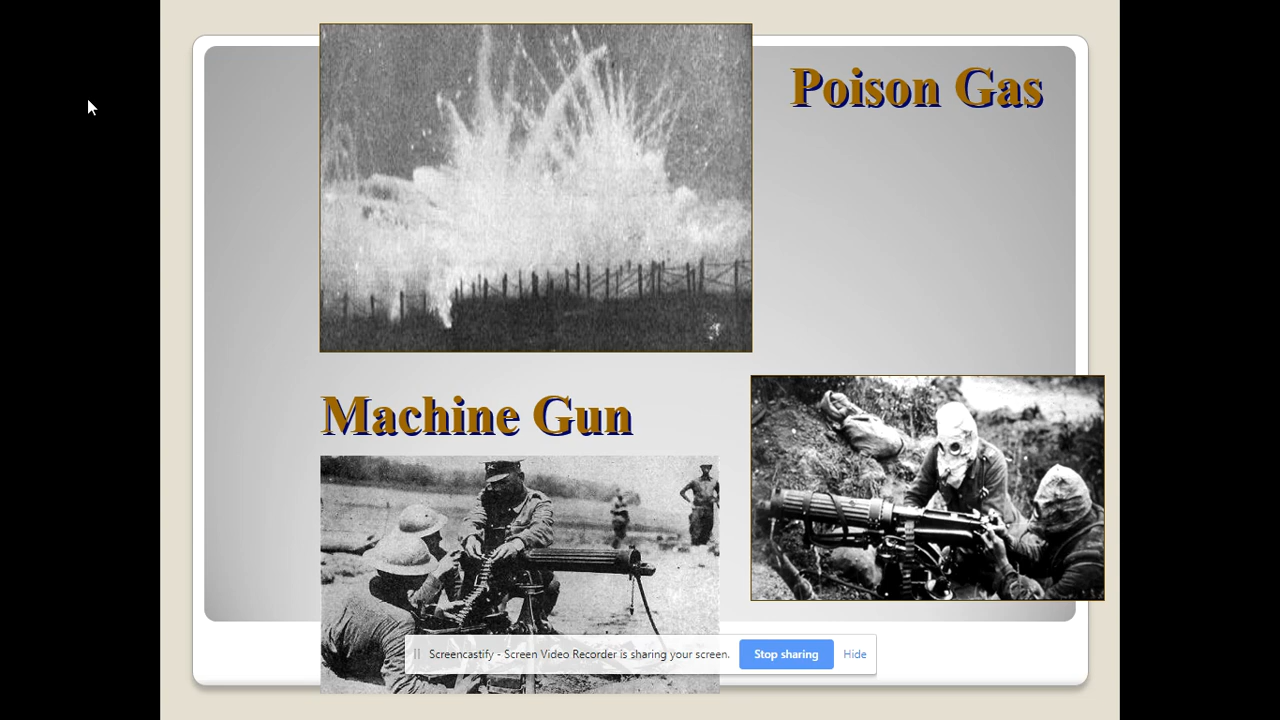 Poison Gas
Machine Gun
Screencastify - Screen Video Recorder is sharing your screen. Stop sharing Hide